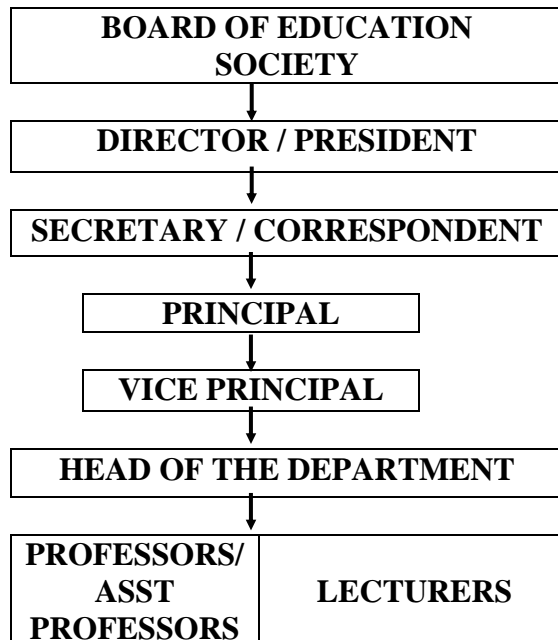 BOARD OF EDUCATION
SOCIETY
DIRECTOR / PRESIDENT
SECRETARY / CORRESPONDENT
PRINCIPAL
VICE PRINCIPAL
HEAD OF THE DEPARTMENT
PROFESSORS/
ASST
PROFESSORS
LECTURERS